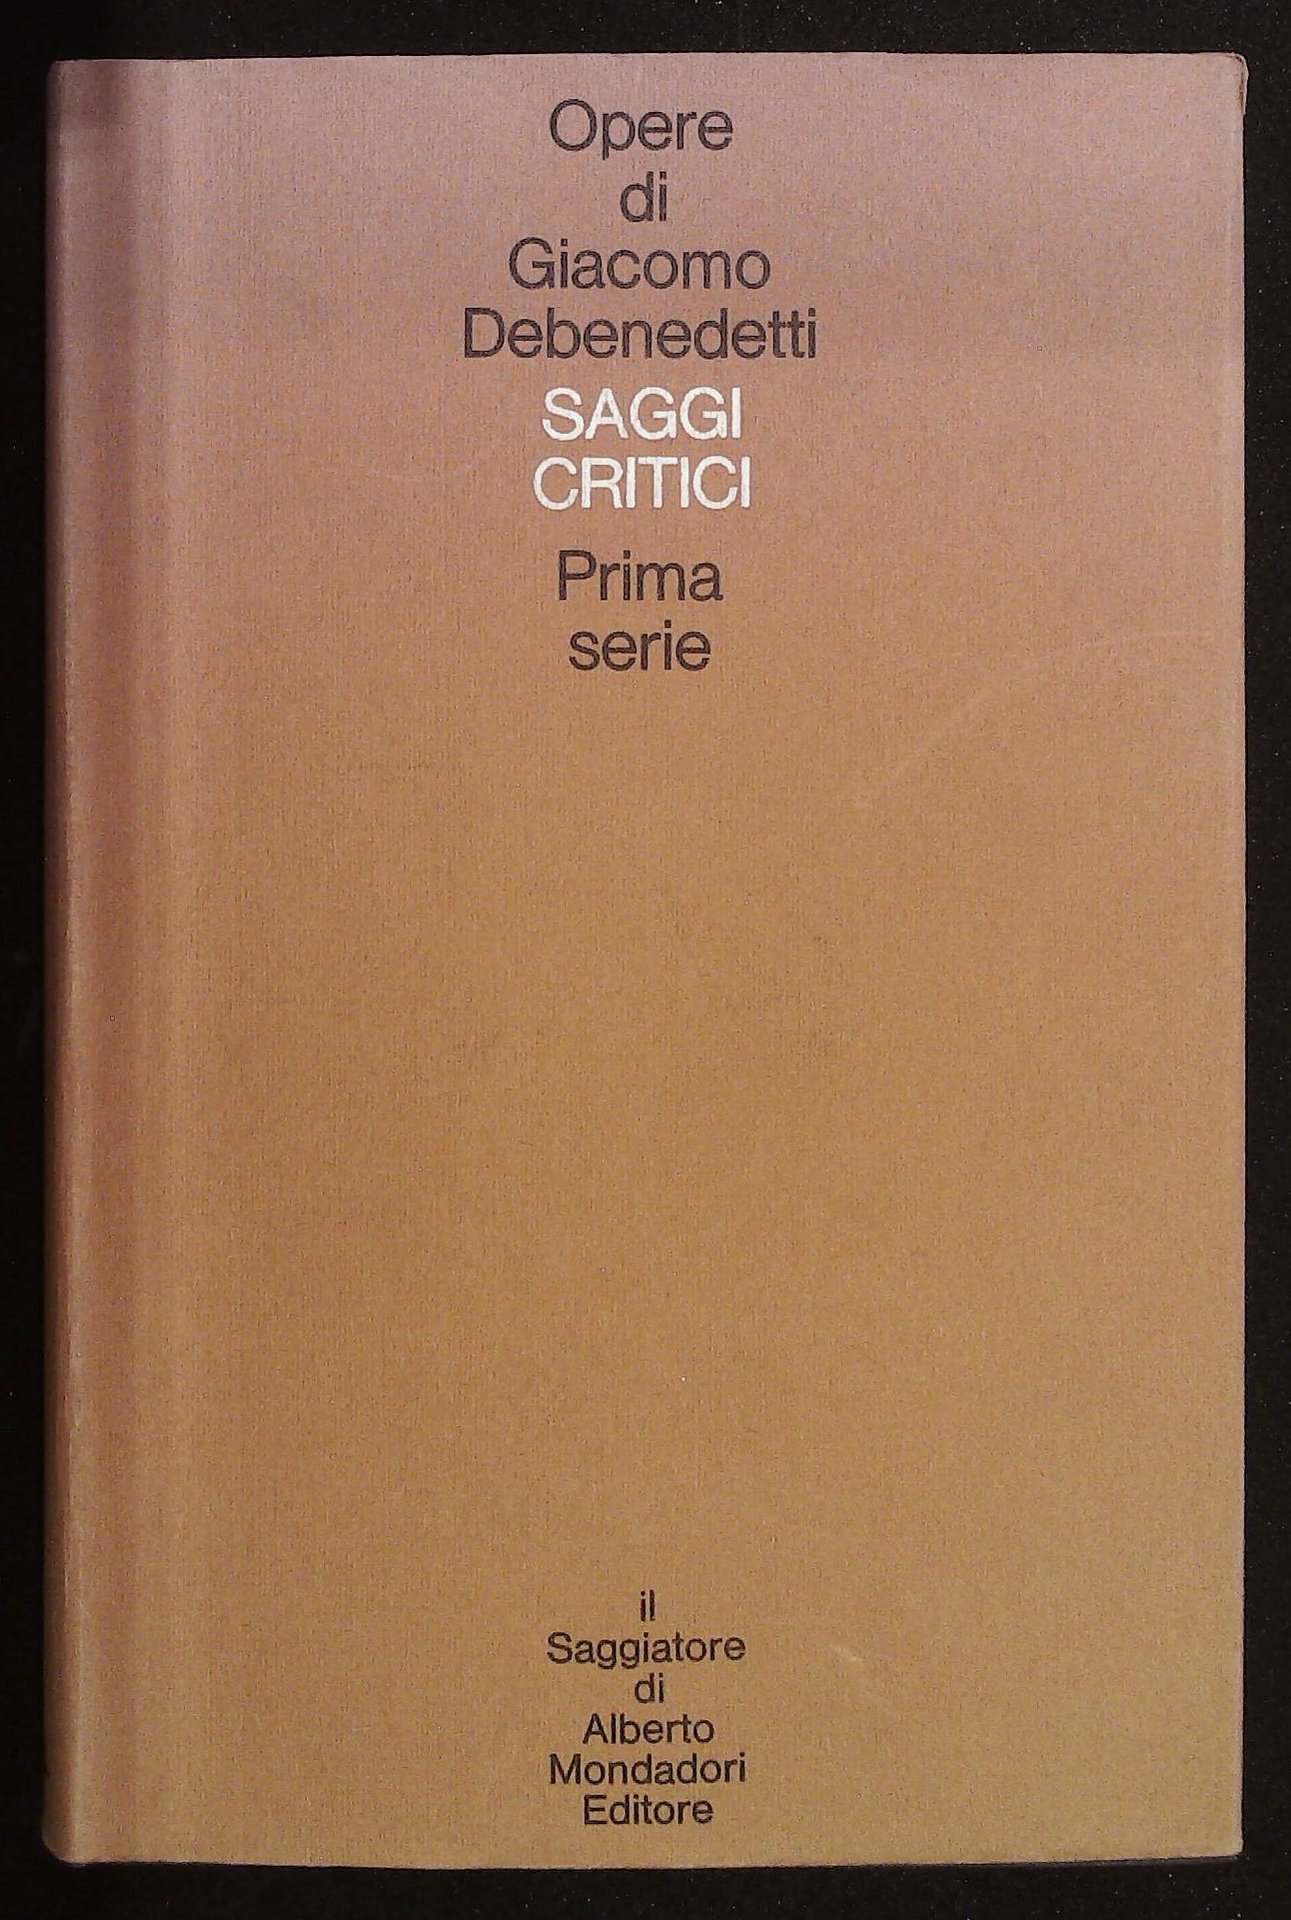 Opere
di
Giacomo
Debenedetti
SAGGI
CRITICI
Prima
serie
il
Saggiatore
di
Alberto
Mondadori
Editore